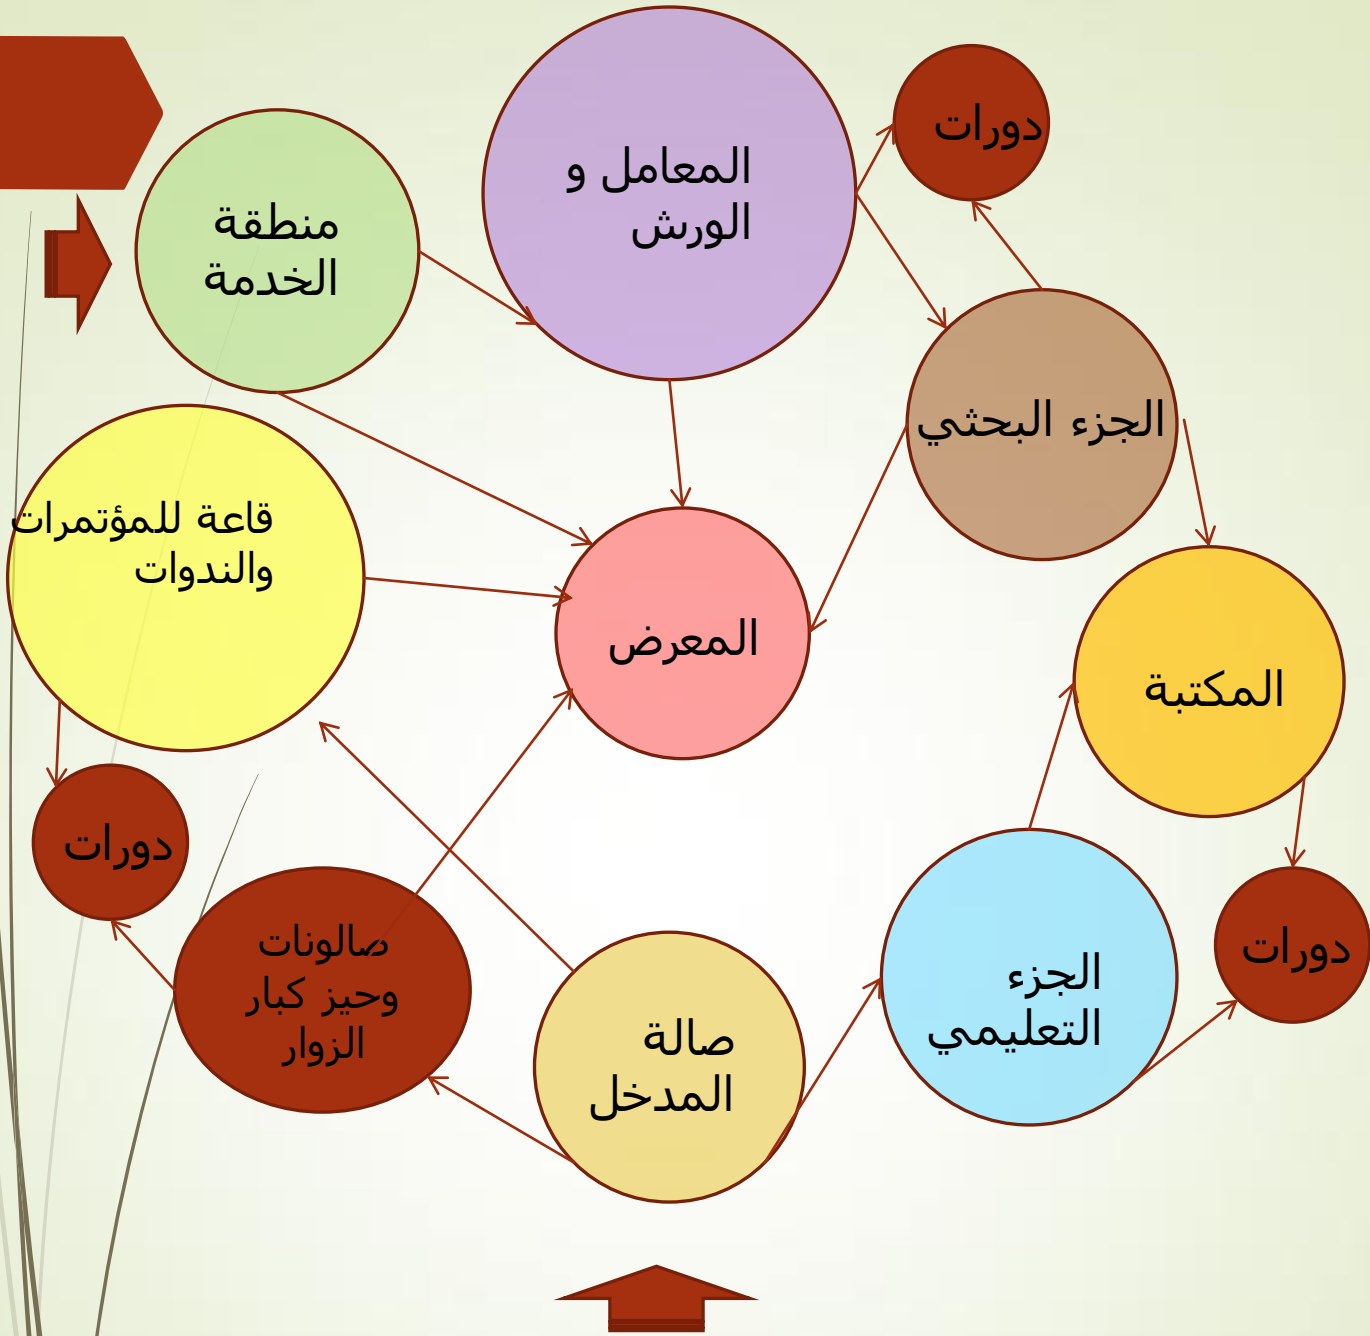 المعامل و
الورش
دورات
منطقة
الخدمة
الجزء البحثي
قاعة للمؤتمرات
والندوات
المعرض
المكتبة
دورات
صالونات
وحيز كبار
الزوار
صالة
المدخل
الجزء
التعليمي
دورات